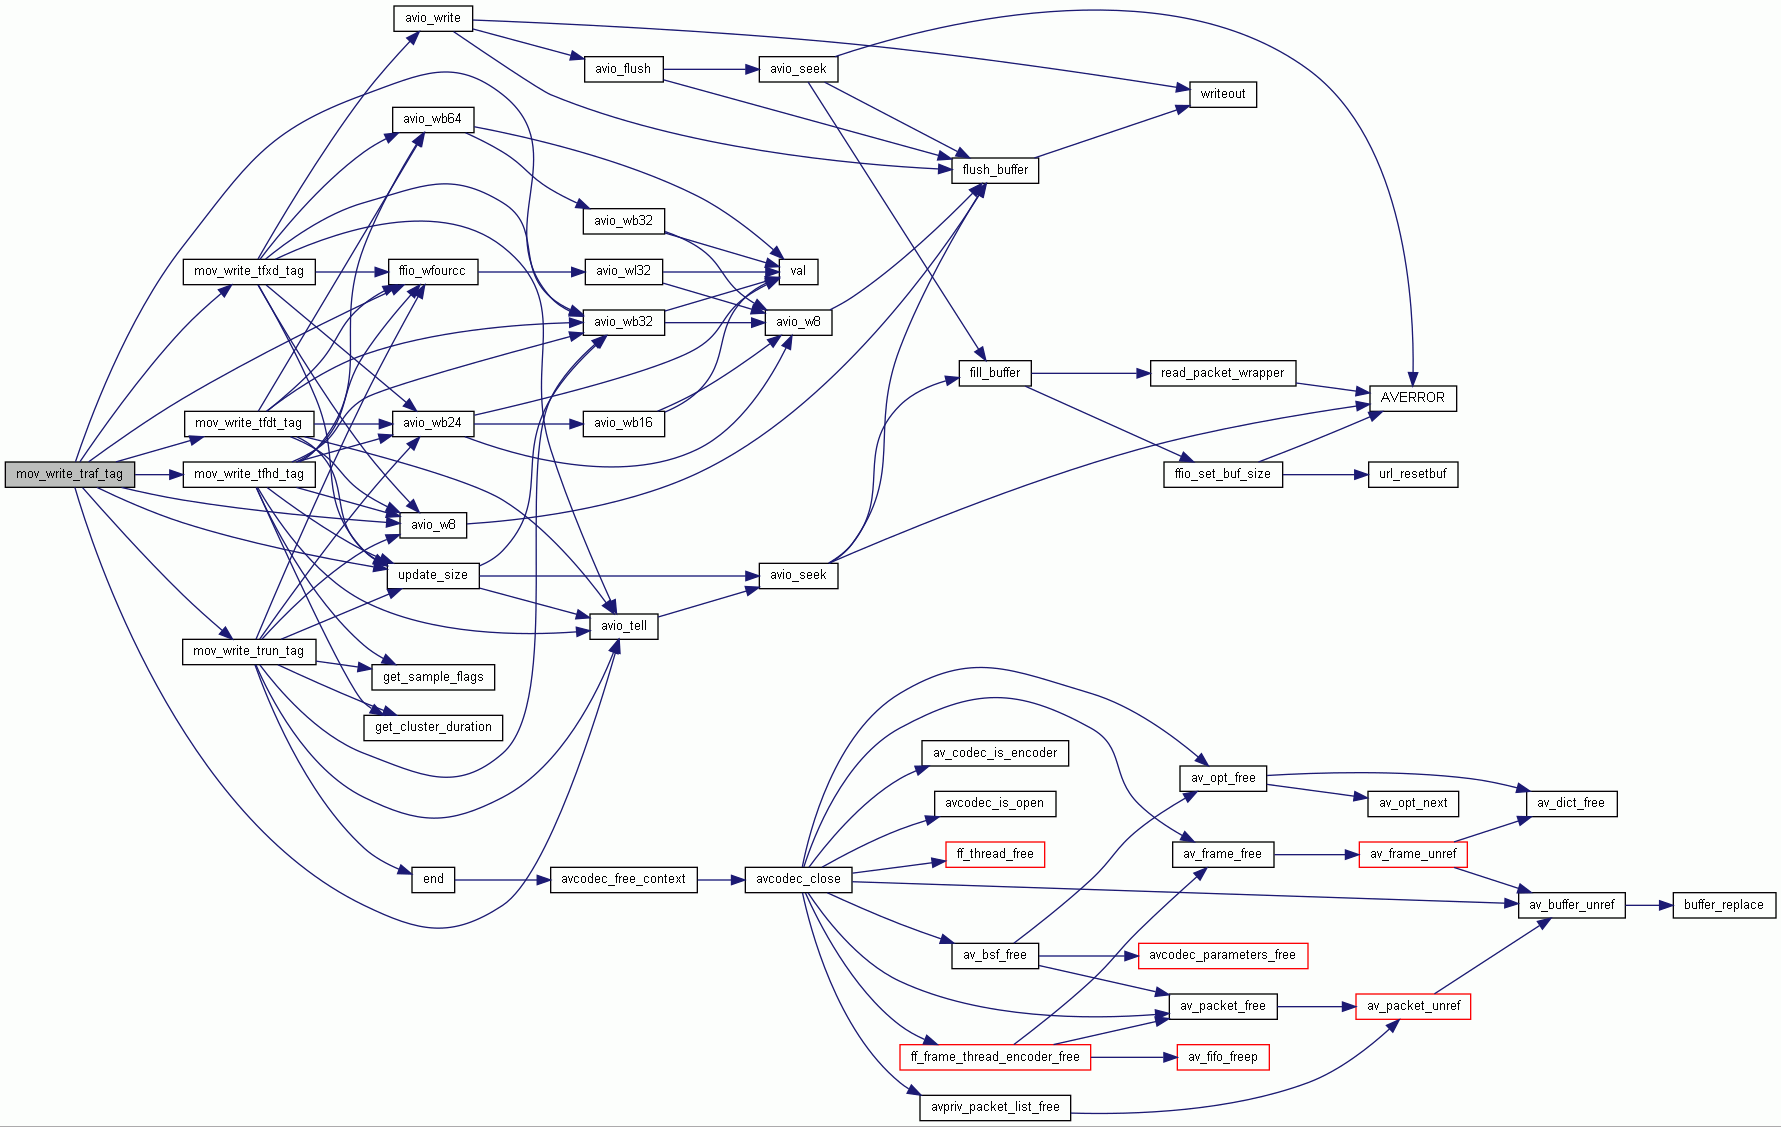 avio_write
avio_flush
avio_seek
writeout
avio_wb64
flush_buffer
avio_wb32
mov_write_tfxd_tag
ffio_wfourcc
avio_wl32
val
avio_wb32
avio_w8
fill_buffer
read_packet_wrapper
AVERROR
mov_write_tfdt_tag
avio_wb24
avio_wb16
mov_write_traf_tag
mov_write_tfhd_tag
ffio_set_buf_size
url_resetbuf
avio_w8
update_size
avio_seek
avio_tell
mov_write_trun_tag
get_sample_flags
get_cluster_duration
av_codec_is_encoder
av_opt_free
avcodec_is_open
av_opt_next
av_dict_free
ff_thread_free
av_frame_free
av_frame_unref
end
avcodec_free_context
avcodec_close
av_buffer_unref
buffer_replace
av_bsf_free
avcodec_parameters_free
av_packet_free
av_packet_unref
ff_frame_thread_encoder_free
av_fifo_freep
avpriv_packet_list_free